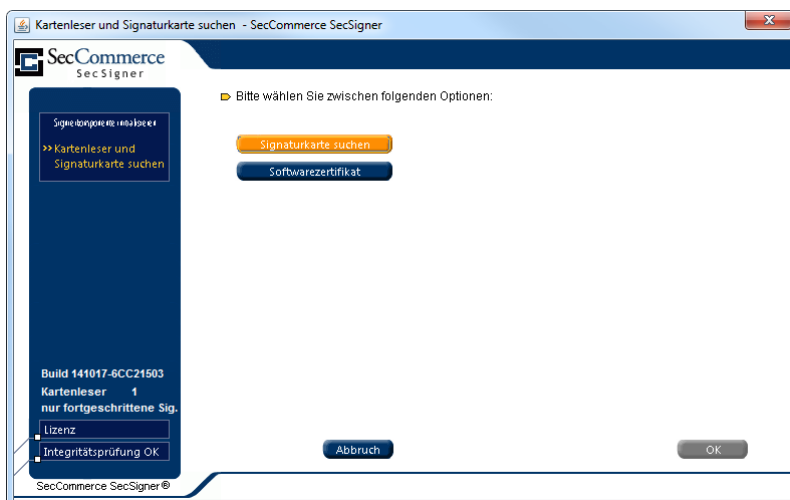 Kartenleser und Signaturkarte suchen - SecCommerce SecSigner
SecCommerce
SecSigner
Bitte wählen Sie zwischen folgenden Optionen:
>> Kartenleser und
Signaturkarte suchen
Signaturkarte suchen
Softwarezertifikat
Build 141017-6CC21503
Kartenleser 1
nur fortgeschrittene Sig.
Lizenz
Integritätsprüfung OK
Abbruch
OK
SecCommerce SecSigner®